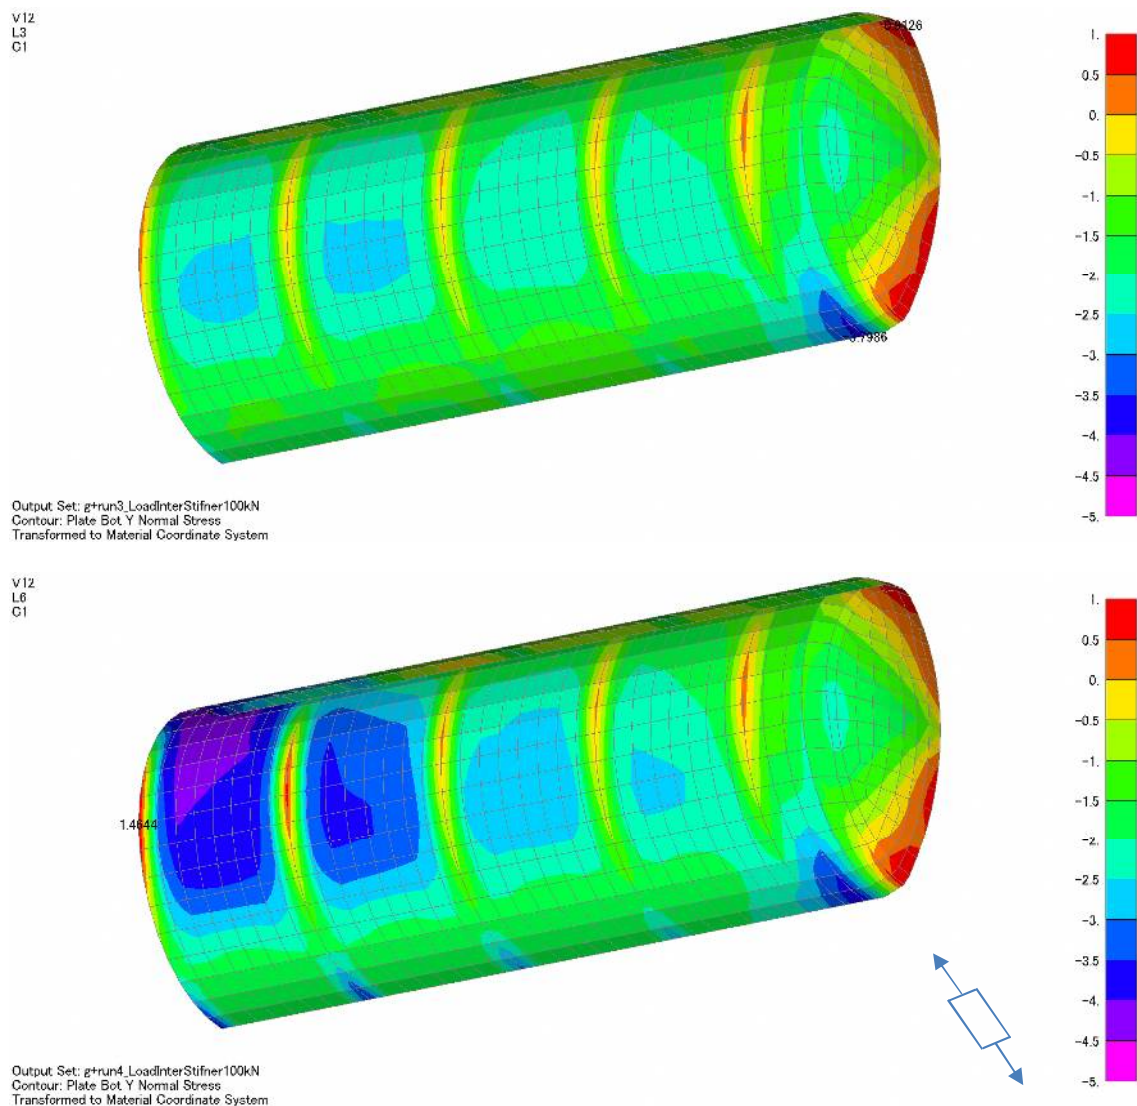 V12
L3
C1
1.
0.5
0.
-0.5
-1.
-1.5
-2.
-2.5
-3.
-3.5
-4.
-4.5
-5.
Output Set: g+run3_LoadInterStifner100kN
Contour: Plate Bot Y Normal Stress
Transformed to Material Coordinate System
V12
L6
C1
1.4644
1.
0.5
0.
-0.5
-1.
-1.5
-2.
-2.5
-3.
-3.5
-4.
-4.5
-5.
Output Set: g+run4_LoadInterStifner100kN
Contour: Plate Bot Y Normal Stress
Transformed to Material Coordinate System